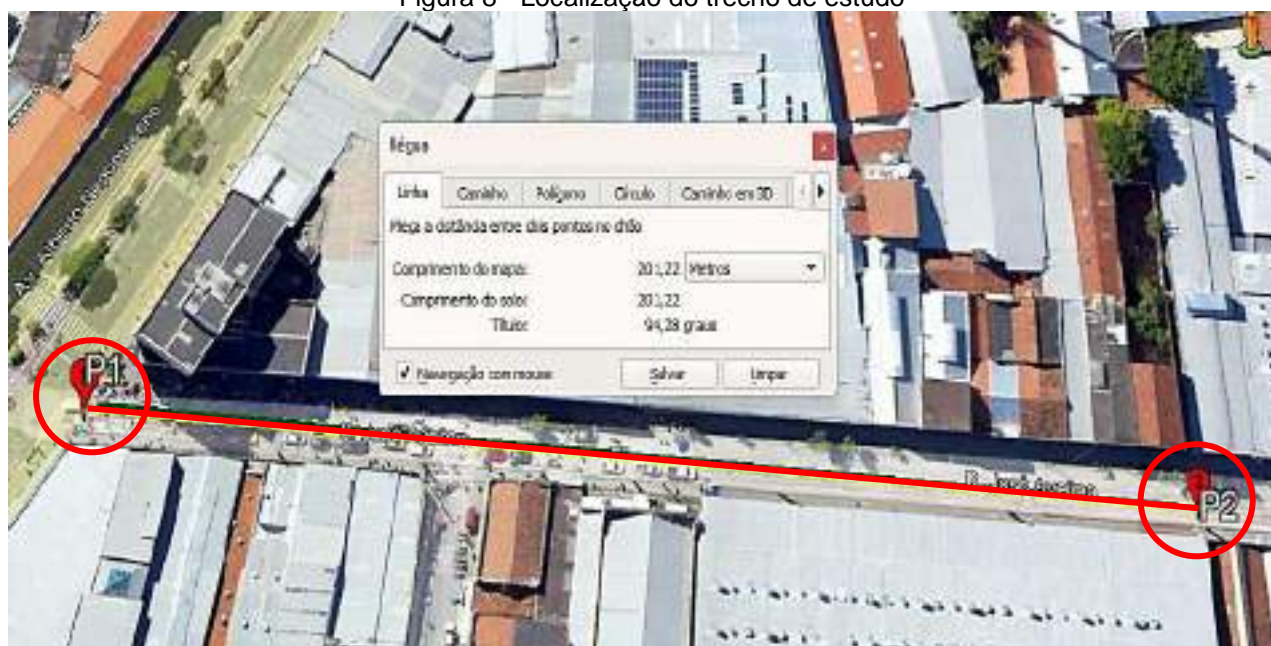 Figura 8 - Localização do trecho de estudo
Régua
Linha Caminho Polígono Círculo Caminho em 3D
Meça a distância entre dois pontos no chão
Comprimento do mapa: 201,22 Metros
Comprimento do solo: 201,22
Título: 94,28 graus
Navegação com mouse Salvar Limpar
P1
R. José
P2